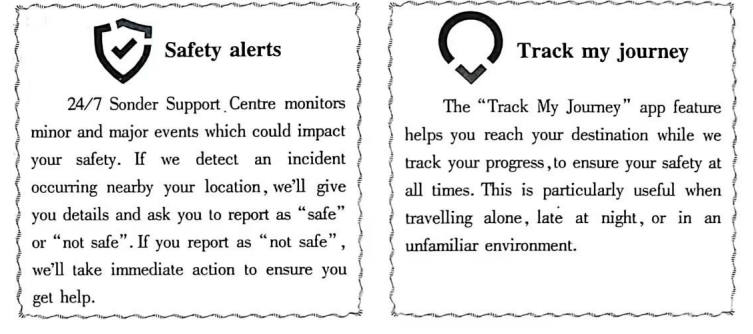 Safety alerts
24/7 Sonder Support Centre monitors
minor and major events which could impact
your safety. If we detect an incident
occurring nearby your location, we'll give
you details and ask you to report as “safe”
or “not safe”. If you report as “not safe”,
we'll take immediate action to ensure you
get help.
Track my journey
The “Track My Journey” app feature
helps you reach your destination while we
track your progress, to ensure your safety at
all times. This is particularly useful when
travelling alone, late at night, or in an
unfamiliar environment.